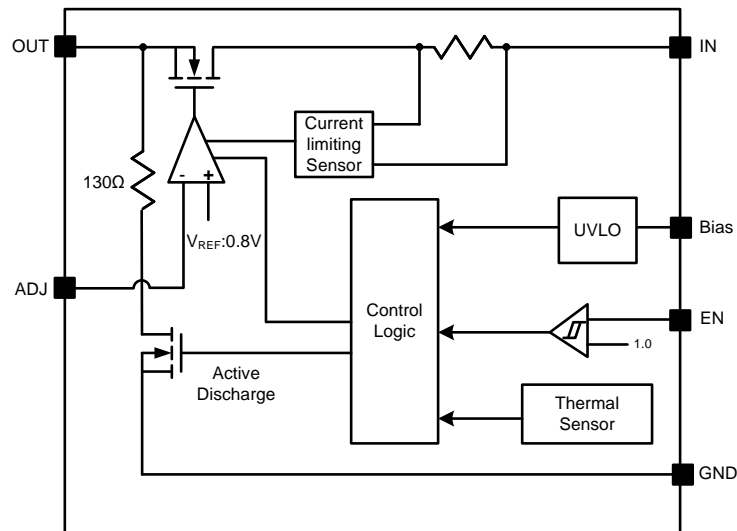 OUT
IN
Current
limiting
Sensor
130Ω
-
+
VREF:0.8V
UVLO
Bias
ADJ
Control
Logic
EN
1.0
Active
Discharge
Thermal
Sensor
GND